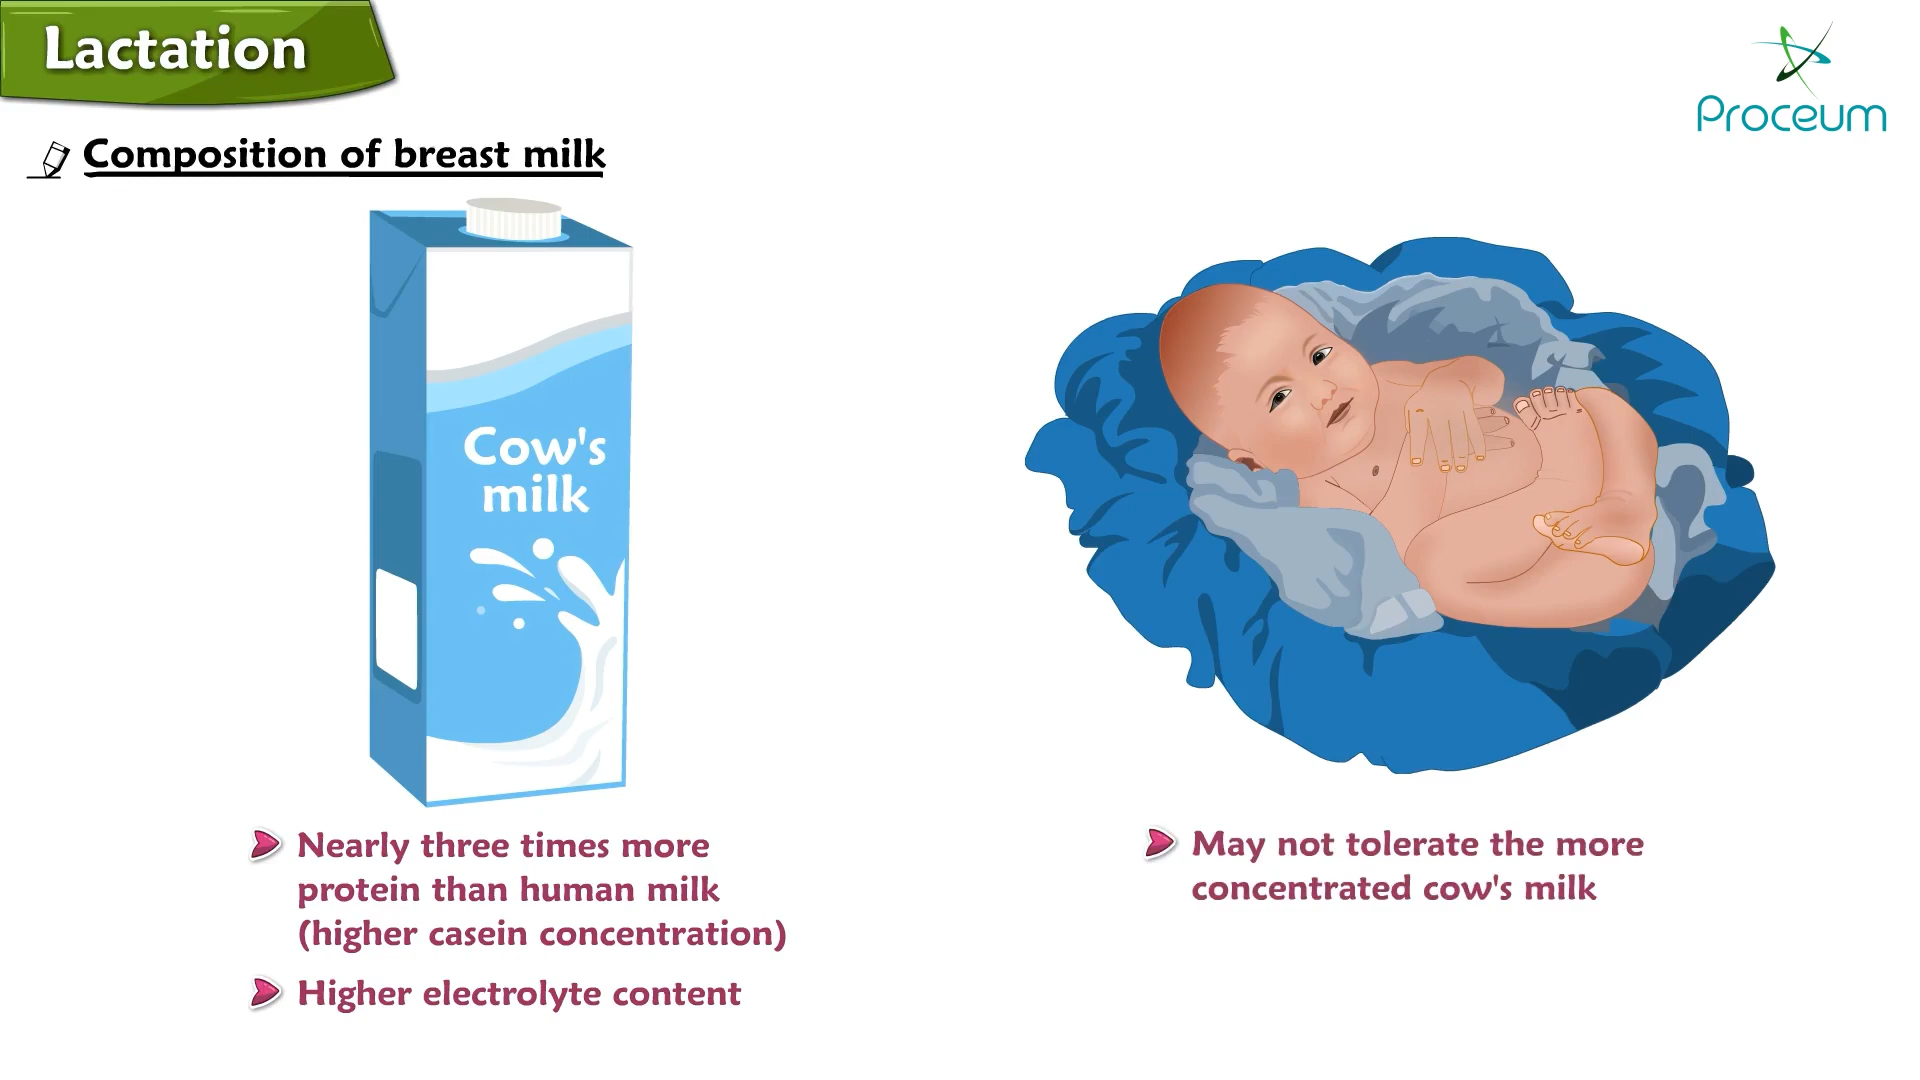 Lactation
Proceum
Composition of breast milk
Cow's
milk
Nearly three times more
protein than human milk
(higher casein concentration)
Higher electrolyte content
May not tolerate the more
concentrated cow's milk